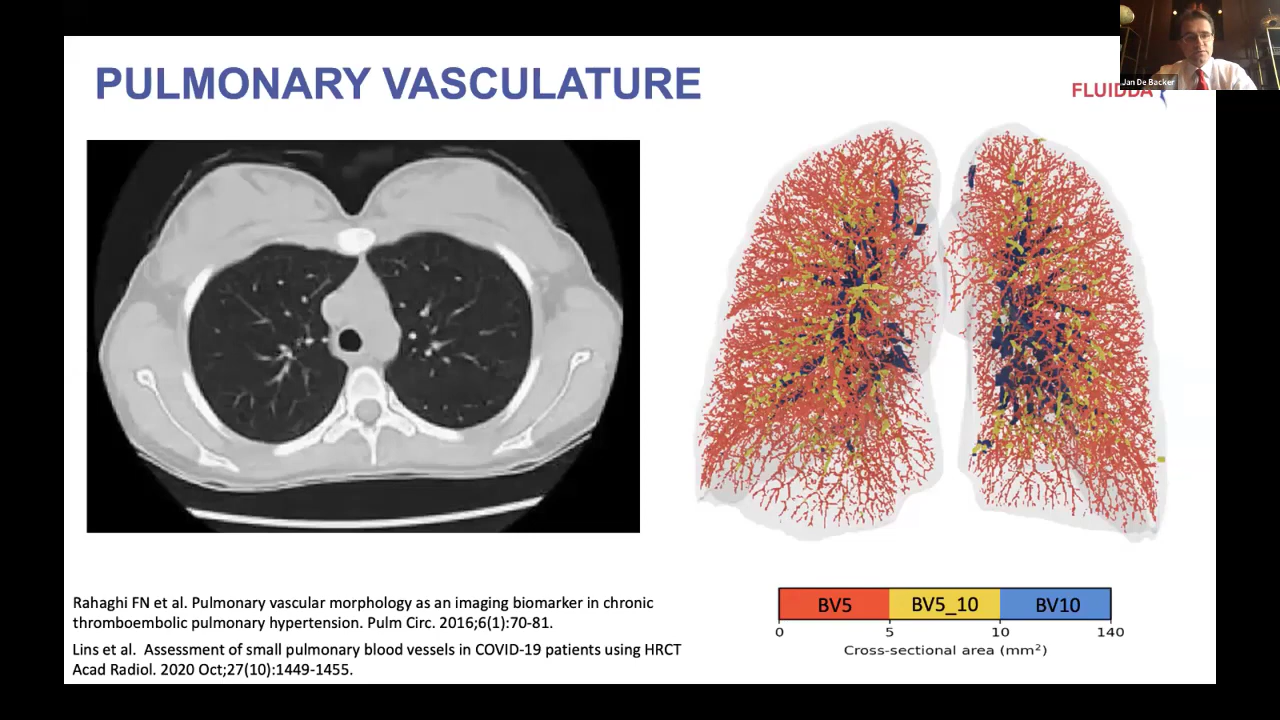 Jan De Backer
PULMONARY VASCULATURE
FLUIDDA
Rahaghi FN et al. Pulmonary vascular morphology as an imaging biomarker in chronic
thromboembolic pulmonary hypertension. Pulm Circ. 2016;6(1):70-81.
Lins et al.  Assessment of small pulmonary blood vessels in COVID-19 patients using HRCT
Acad Radiol. 2020 Oct;27(10):1449-1455.
BV5 BV5_10 BV10
0 5 10 140
Cross-sectional area (mm²)